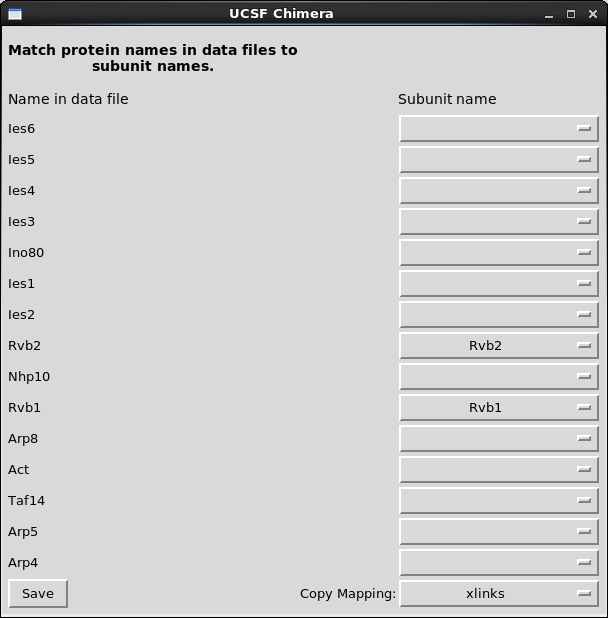 UCSF Chimera
Match protein names in data files to
subunit names.
Name in data file Subunit name
Ies6
Ies5
Ies4
Ies3
Ino80
Ies1
Ies2
Rvb2 Rvb2
Nhp10
Rvb1 Rvb1
Arp8
Act
Taf14
Arp5
Arp4
Save Copy Mapping: xlinks